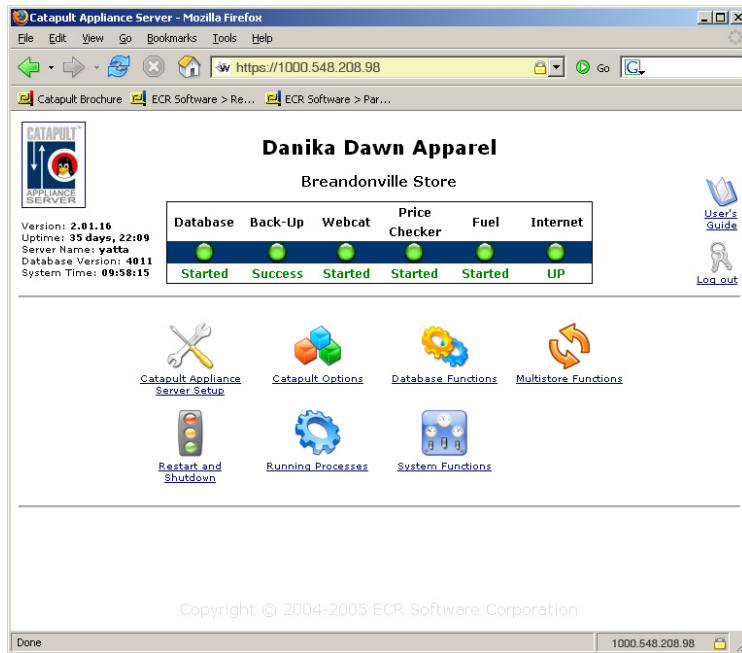 Catapult Appliance Server - Mozilla Firefox
File Edit View Go Bookmarks Tools Help
https://1000.548.208.98 Go G
Catapult Brochure ECR Software > Re... ECR Software > Par...
CATAPULT™
APPLIANCE
SERVER
Danika Dawn Apparel
Breandonville Store
Version: 2.01.16
Uptime: 35 days, 22:09
Server Name: yatta
Database Version: 4011
System Time: 09:58:15
Database Back-Up Webcat Price Checker Fuel Internet
Started Success Started Started Started UP
User's Guide
Log out
Catapult Appliance Server Setup
Catapult Options
Database Functions
Multistore Functions
Restart and Shutdown
Running Processes
System Functions
Copyright © 2004-2005 ECR Software Corporation
Done 1000.548.208.98